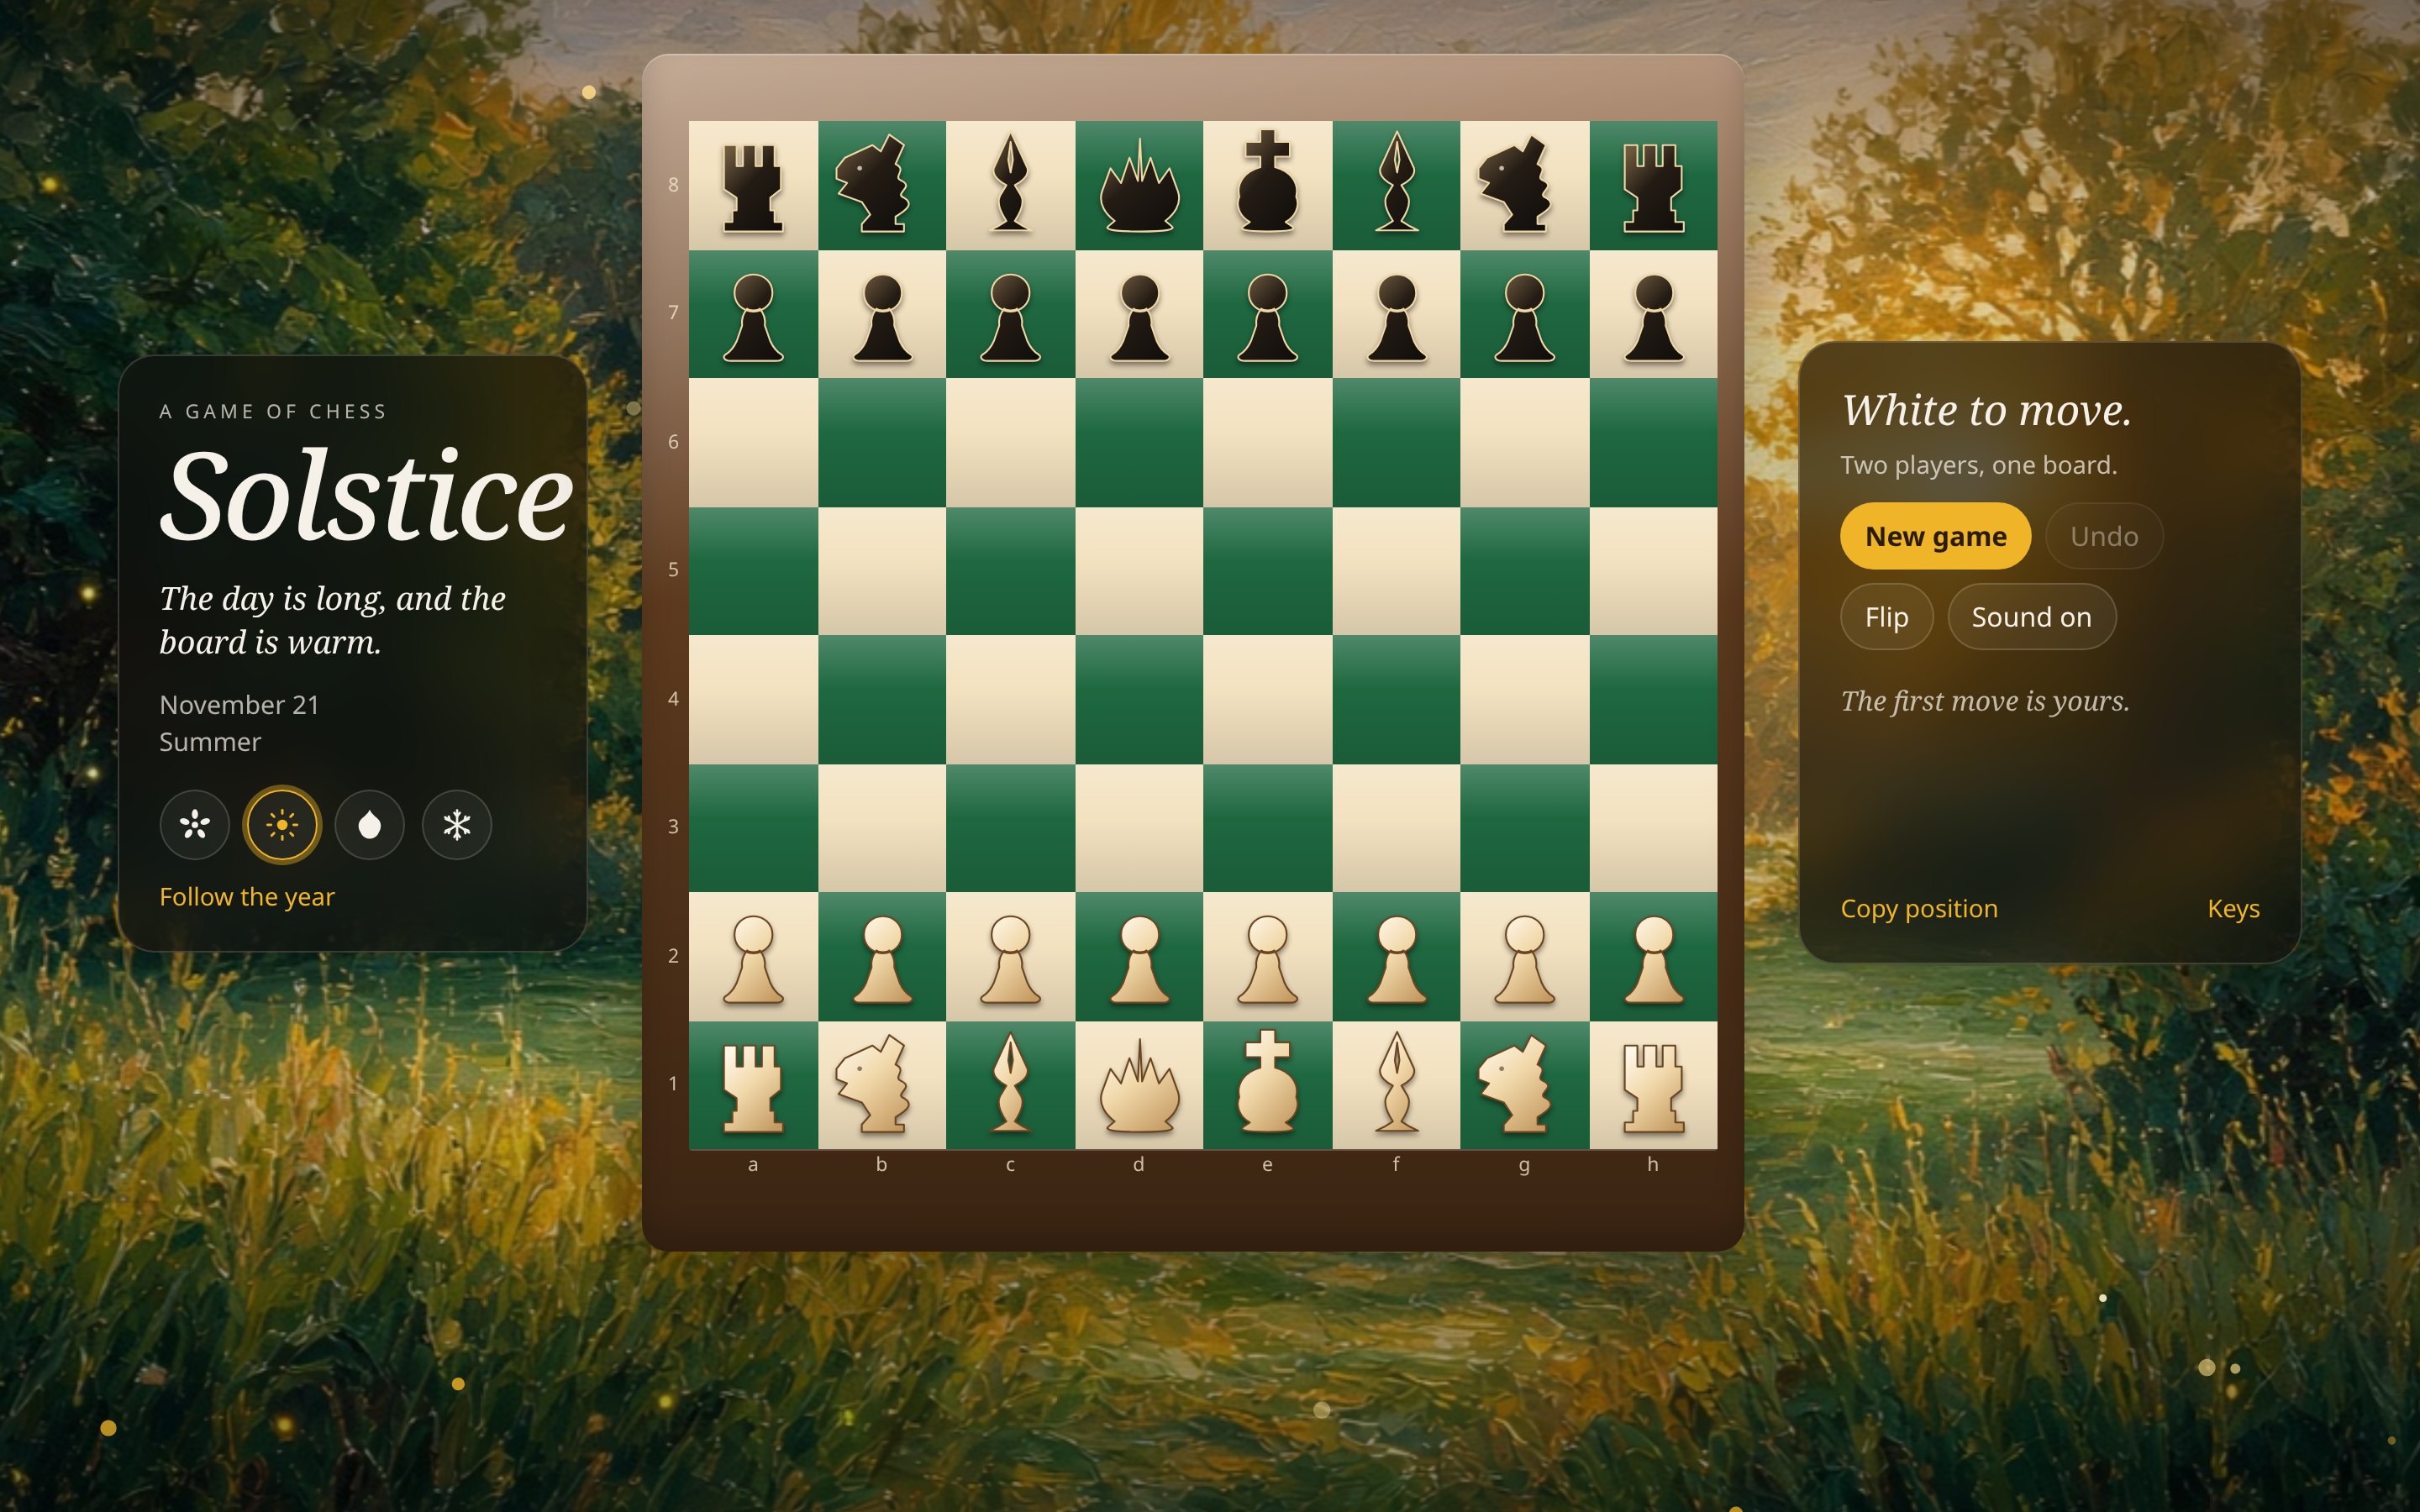 A GAME OF CHESS
Solstice
The day is long, and the
board is warm.
November 21
Summer
Follow the year
8
7
6
5
4
3
2
1
a b c d e f g h
White to move.
Two players, one board.
New game Undo
Flip Sound on
The first move is yours.
Copy position Keys